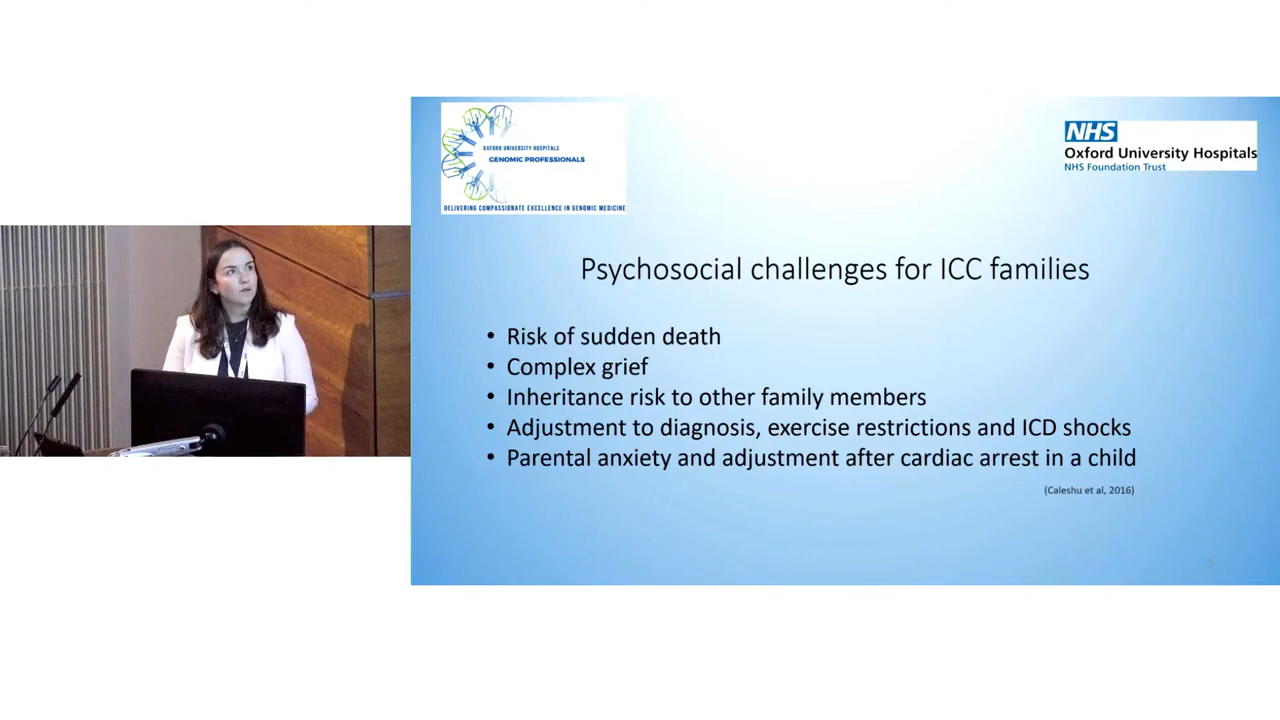 OXFORD UNIVERSITY HOSPITALS
GENOMIC PROFESSIONALS
DELIVERING COMPASSIONATE EXCELLENCE IN GENOMIC MEDICINE
NHS
Oxford University Hospitals
NHS Foundation Trust
Psychosocial challenges for ICC families
• Risk of sudden death
• Complex grief
• Inheritance risk to other family members
• Adjustment to diagnosis, exercise restrictions and ICD shocks
• Parental anxiety and adjustment after cardiac arrest in a child
(Caleshu et al, 2016)